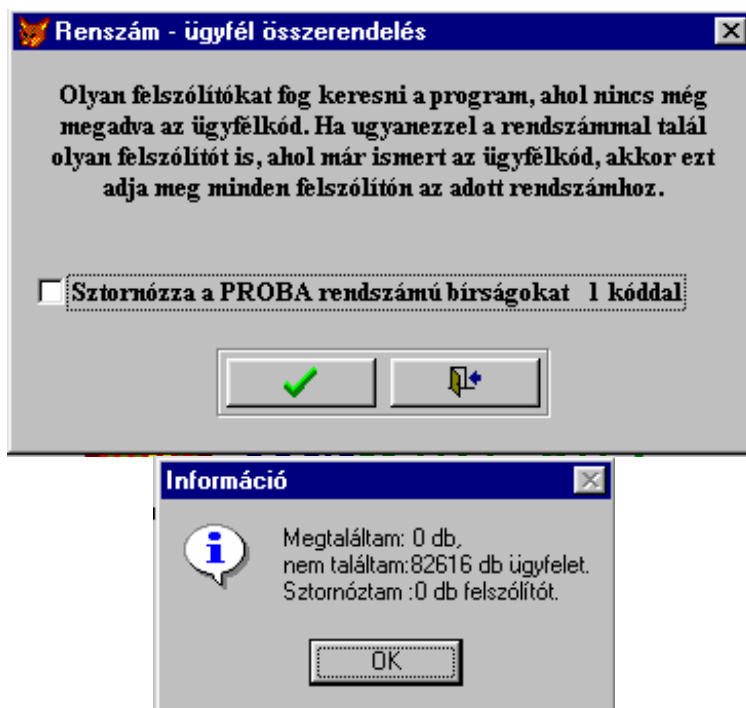 Renszám - ügyfél összerendelés
Olyan felszólítókat fog keresni a program, ahol nincs még
megadva az ügyfélkód. Ha ugyanezzel a rendszámmal talál
olyan felszólítót is, ahol már ismert az ügyfélkód, akkor ezt
adja meg minden felszólítón az adott rendszámhoz.
Sztornózza a PROBA rendszámú bírságokat 1 kóddal
Információ
Megtaláltam: 0 db,
nem találtam:82616 db ügyfelet.
Sztornóztam :0 db felszólítót.
OK